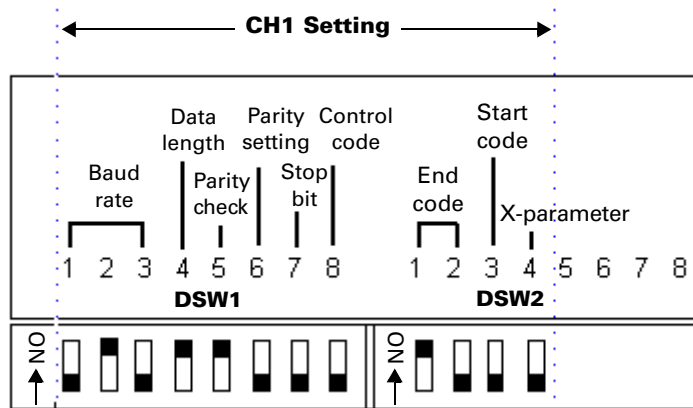 CH1 Setting
Data length
Parity setting
Control code
Start code
Baud rate
Parity check
Stop bit
End code
X-parameter
1 2 3 4 5 6 7 8
1 2 3 4 5 6 7 8
DSW1
DSW2
ON
ON